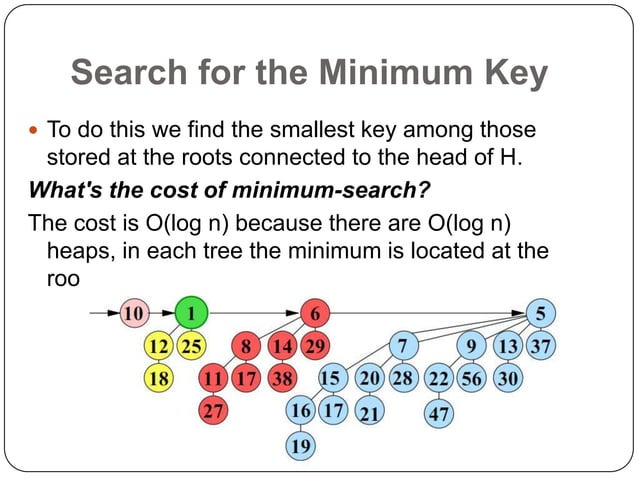 Search for the Minimum Key
• To do this we find the smallest key among those
stored at the roots connected to the head of H.
What's the cost of minimum-search?
The cost is O(log n) because there are O(log n)
heaps, in each tree the minimum is located at the
roo
10 1 6 5
12 25 8 14 29 7 9 13 37
18 11 17 38 15 20 28 22 56 30
27 16 17 21 47
19